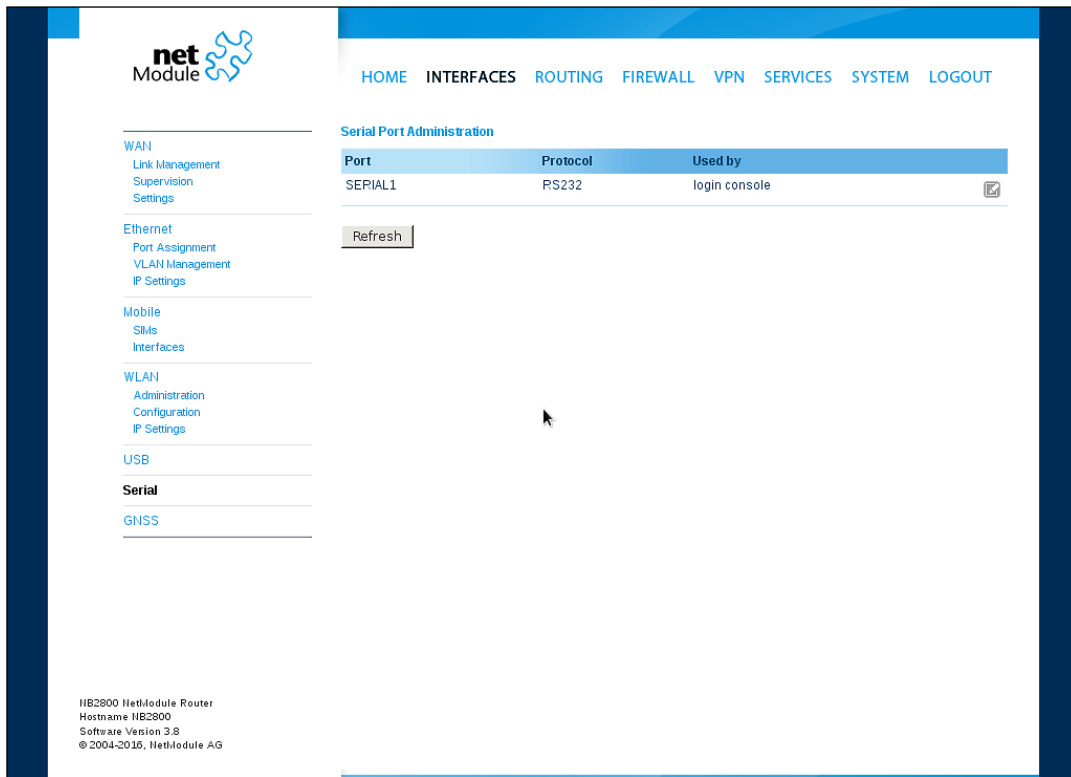 net
Module
HOME INTERFACES ROUTING FIREWALL VPN SERVICES SYSTEM LOGOUT
WAN
Link Management
Supervision
Settings
Ethernet
Port Assignment
VLAN Management
IP Settings
Mobile
SIMs
Interfaces
WLAN
Administration
Configuration
IP Settings
USB
Serial
GNSS
Serial Port Administration
Port Protocol Used by
SERIAL1 RS232 login console
Refresh
NB2800 NetModule Router
Hostname NB2800
Software Version 3.8
© 2004-2016, NetModule AG